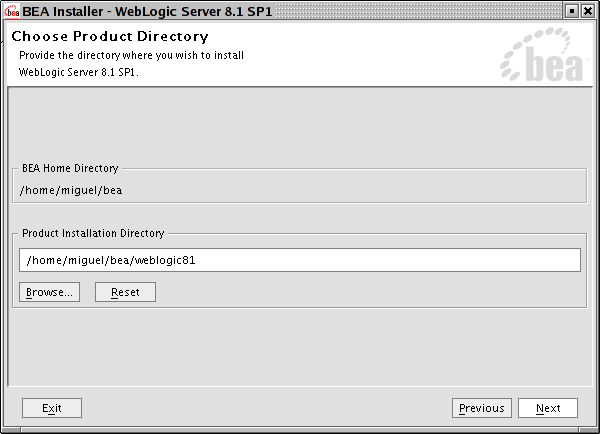 bea BEA Installer - WebLogic Server 8.1 SP1
Choose Product Directory
Provide the directory where you wish to install
WebLogic Server 8.1 SP1.
bea
BEA Home Directory
/home/miguel/bea
Product Installation Directory
/home/miguel/bea/weblogic81
Browse... Reset
Exit Previous Next